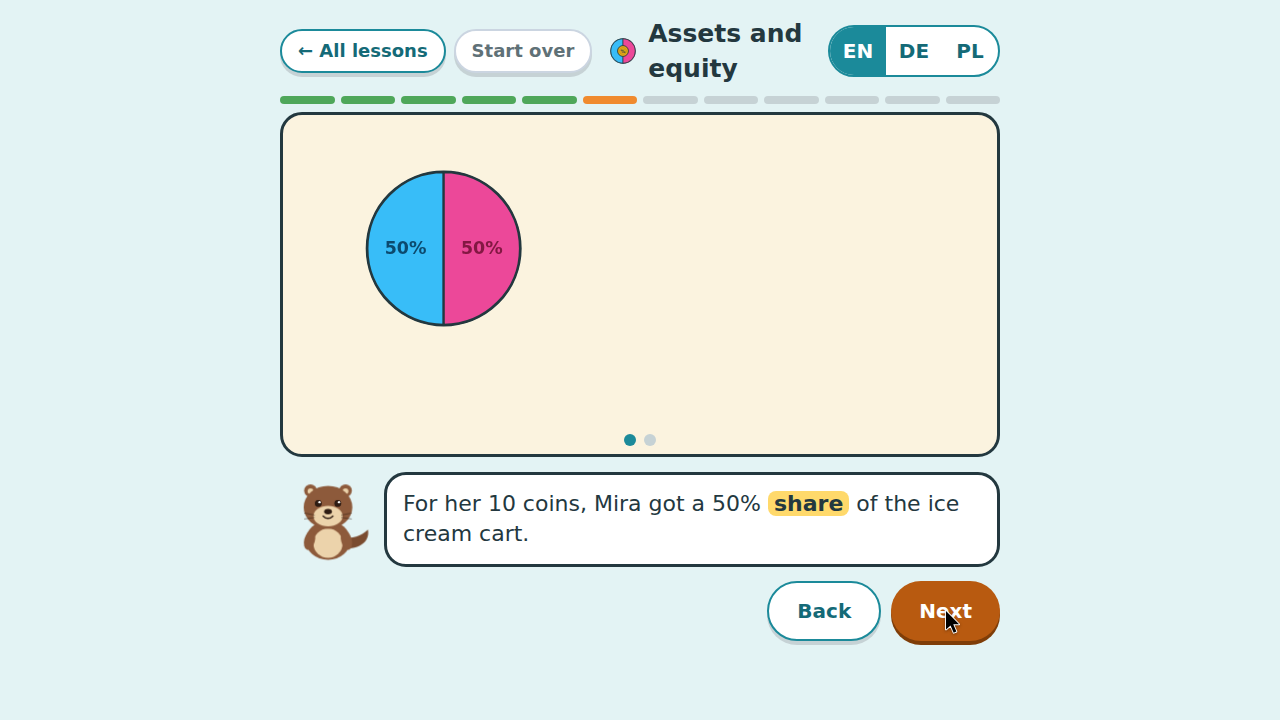 ← All lessons
Start over
Assets and
equity
EN
DE
PL
50%
50%
For her 10 coins, Mira got a 50% share of the ice
cream cart.
Back
Next